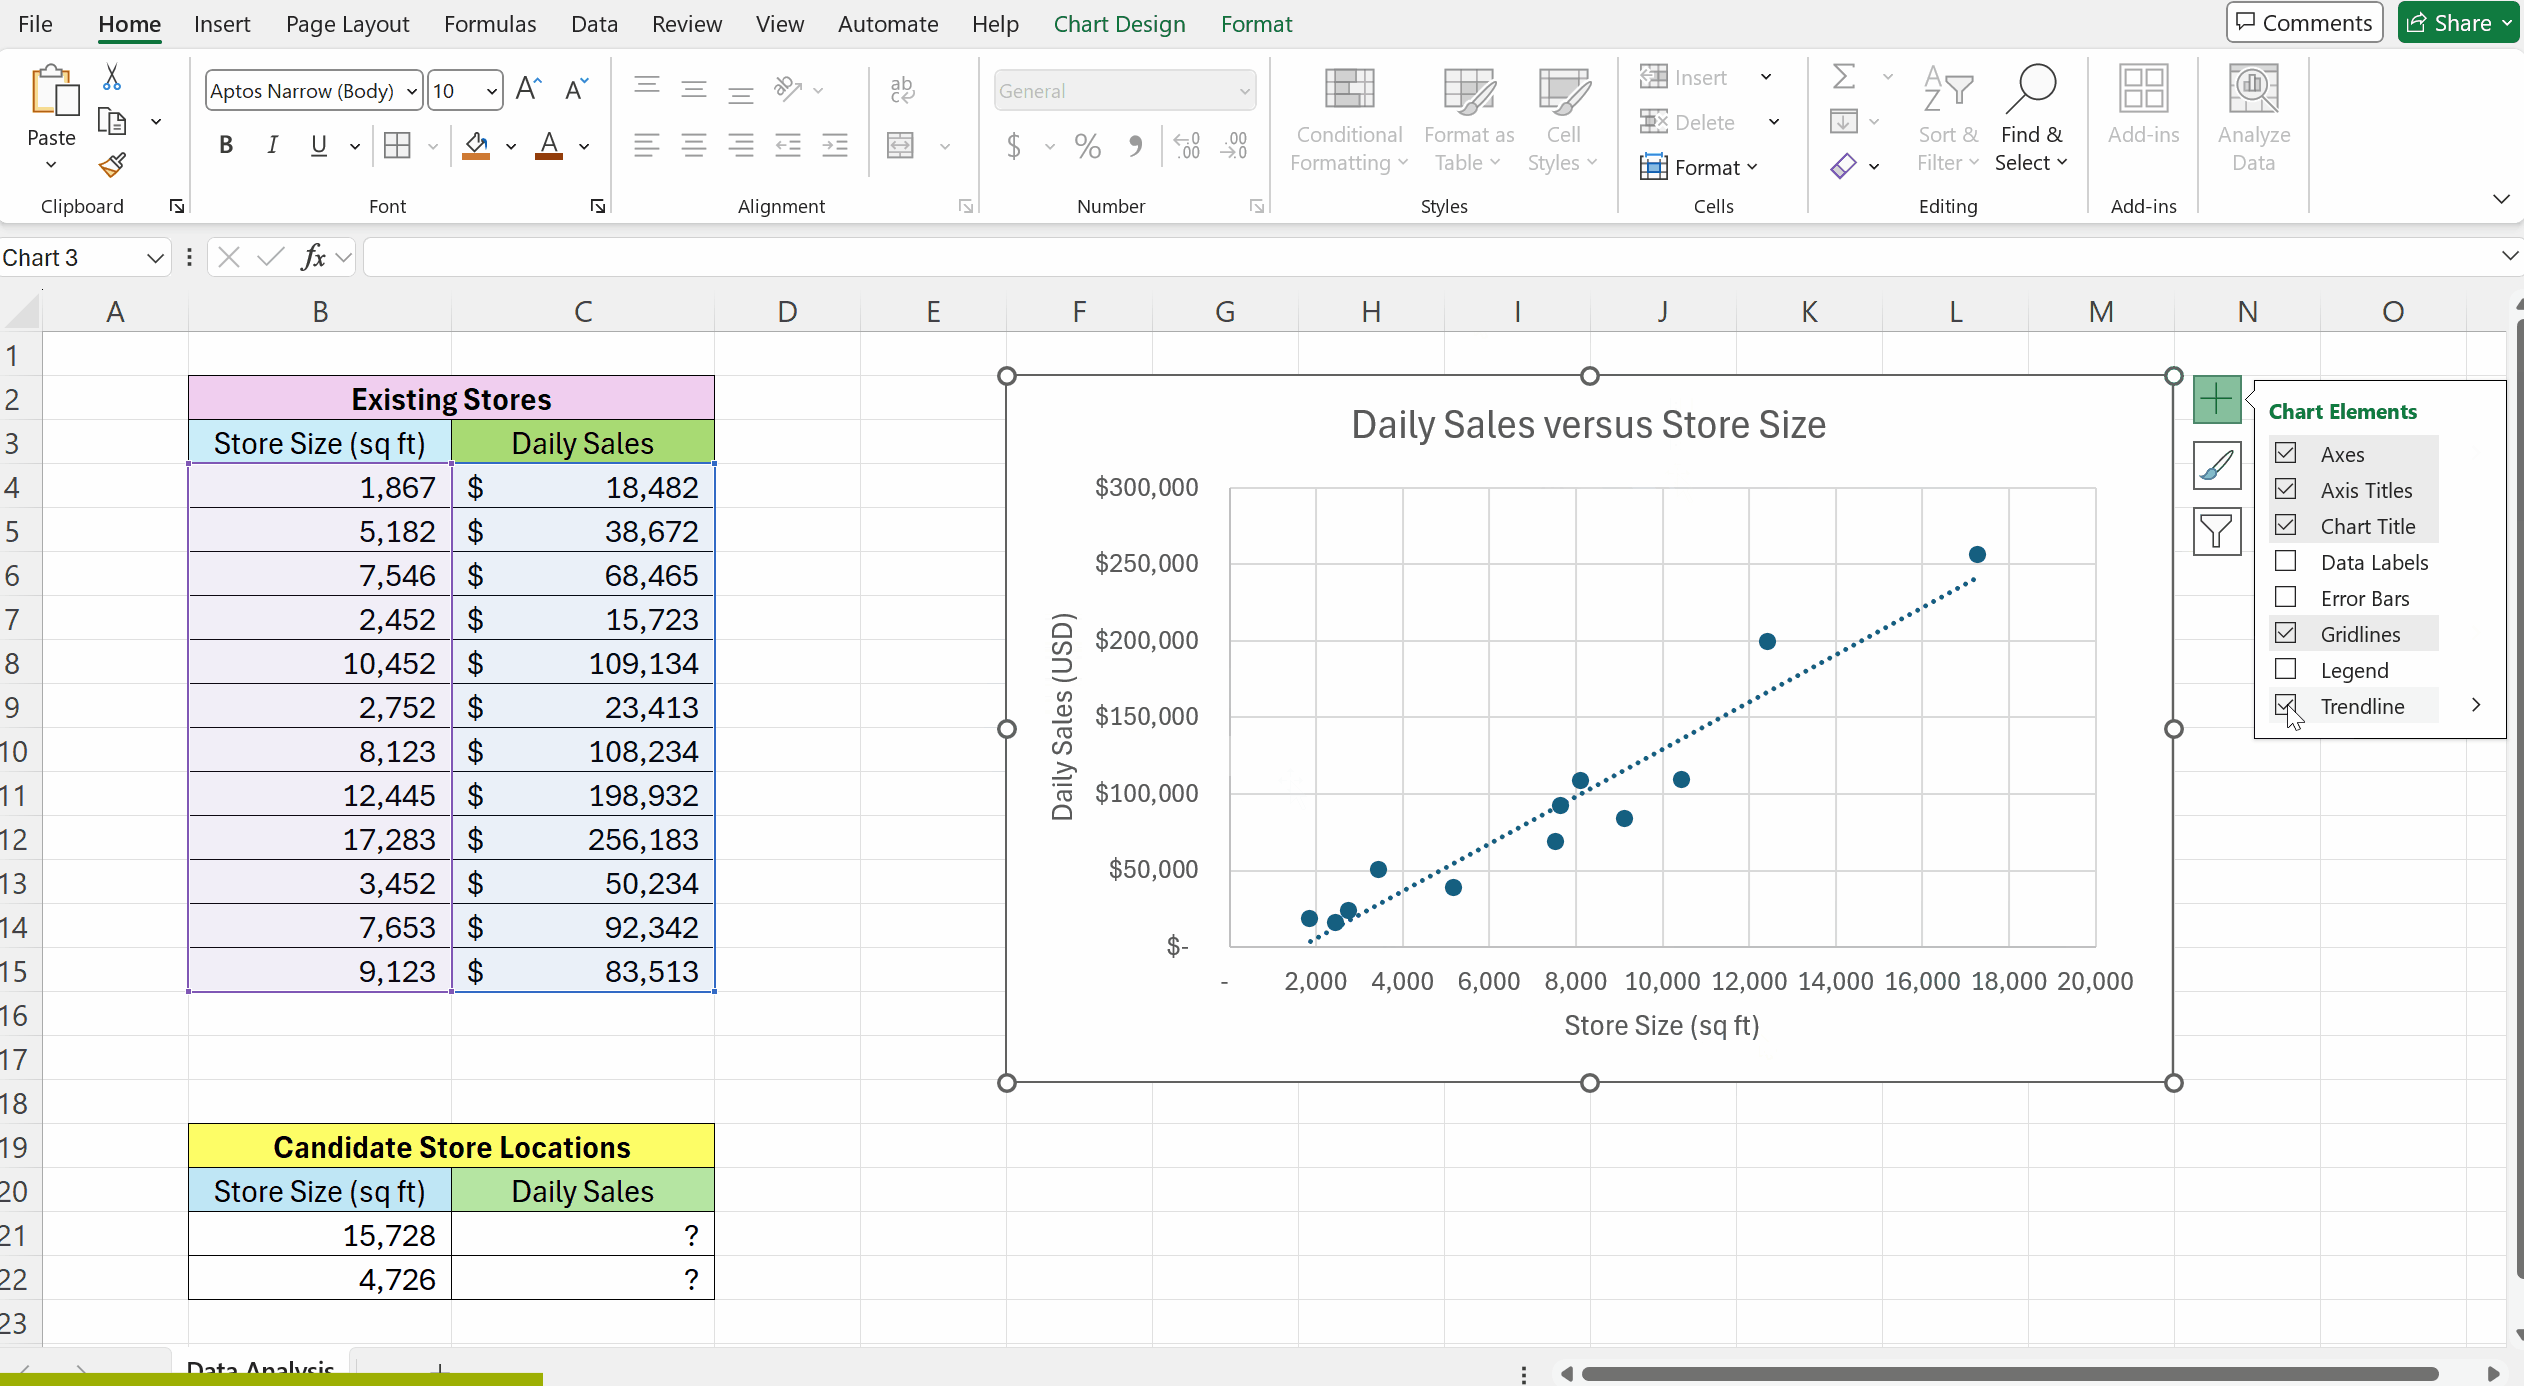 File Home Insert Page Layout Formulas Data Review View Automate Help Chart Design Format Comments Share
Paste
Clipboard
Aptos Narrow (Body) 10
B I U
Font
ab
Alignment
General
$ % , .00 .00
Number
Conditional Formatting
Format as Table
Cell Styles
Styles
Insert
Delete
Format
Cells
Sort & Filter
Find & Select
Editing
Add-ins
Add-ins
Analyze Data
Chart 3 fx
A B C D E F G H I J K L M N O
1
2 Existing Stores
3 Store Size (sq ft) Daily Sales
4 1,867 $ 18,482
5 5,182 $ 38,672
6 7,546 $ 68,465
7 2,452 $ 15,723
8 10,452 $ 109,134
9 2,752 $ 23,413
10 8,123 $ 108,234
11 12,445 $ 198,932
12 17,283 $ 256,183
13 3,452 $ 50,234
14 7,653 $ 92,342
15 9,123 $ 83,513
16
17
18
19 Candidate Store Locations
20 Store Size (sq ft) Daily Sales
21 15,728 ?
22 4,726 ?
23
Daily Sales versus Store Size
Daily Sales (USD)
$300,000
$250,000
$200,000
$150,000
$100,000
$50,000
$-
- 2,000 4,000 6,000 8,000 10,000 12,000 14,000 16,000 18,000 20,000
Store Size (sq ft)
Chart Elements
Axes
Axis Titles
Chart Title
Data Labels
Error Bars
Gridlines
Legend
Trendline
Data Analysis